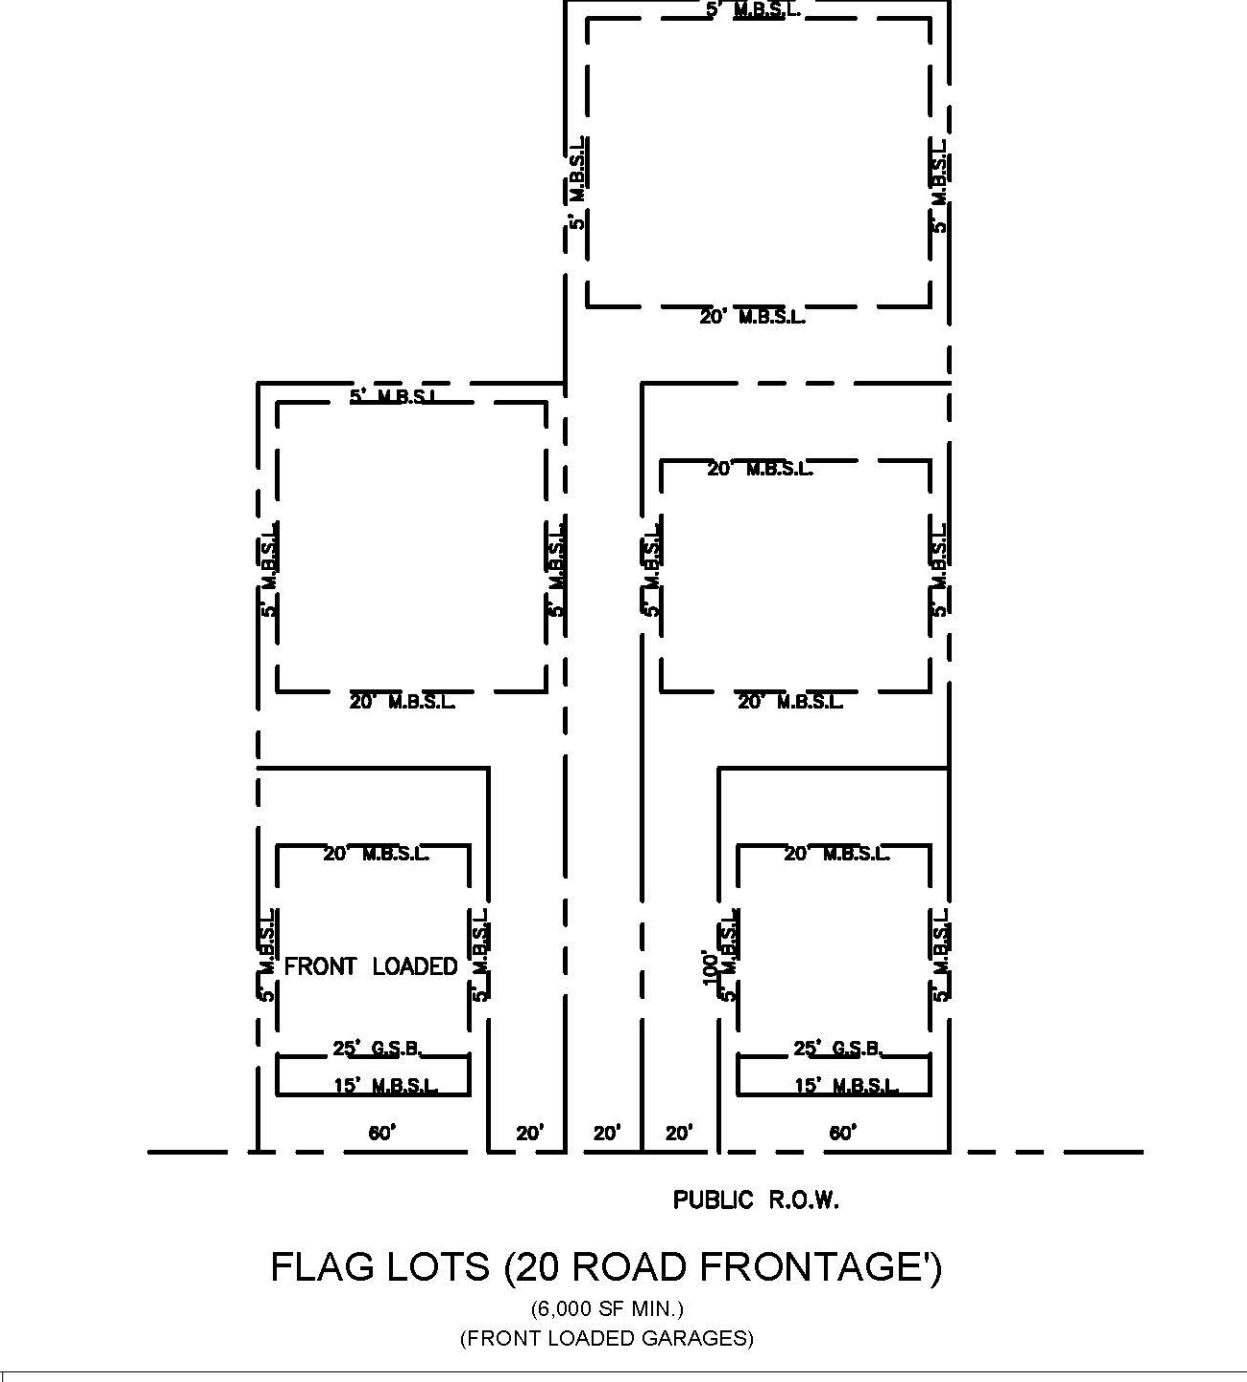 5' M.B.S.L.
5' M.B.S.L.
5' M.B.S.L.
20' M.B.S.L.
5' M.B.S.L
20' M.B.S.L.
5' M.B.S.L.
5' M.B.S.L.
5' M.B.S.L.
5' M.B.S.L.
20' M.B.S.L.
20' M.B.S.L.
20' M.B.S.L.
20' M.B.S.L.
5' M.B.S.L.
FRONT LOADED
5' M.B.S.L.
100'
5' M.B.S.L.
5' M.B.S.L.
25' G.S.B.
25' G.S.B.
15' M.B.S.L.
15' M.B.S.L.
60'
20'
20'
20'
60'
PUBLIC R.O.W.
FLAG LOTS (20 ROAD FRONTAGE')
(6,000 SF MIN.)
(FRONT LOADED GARAGES)